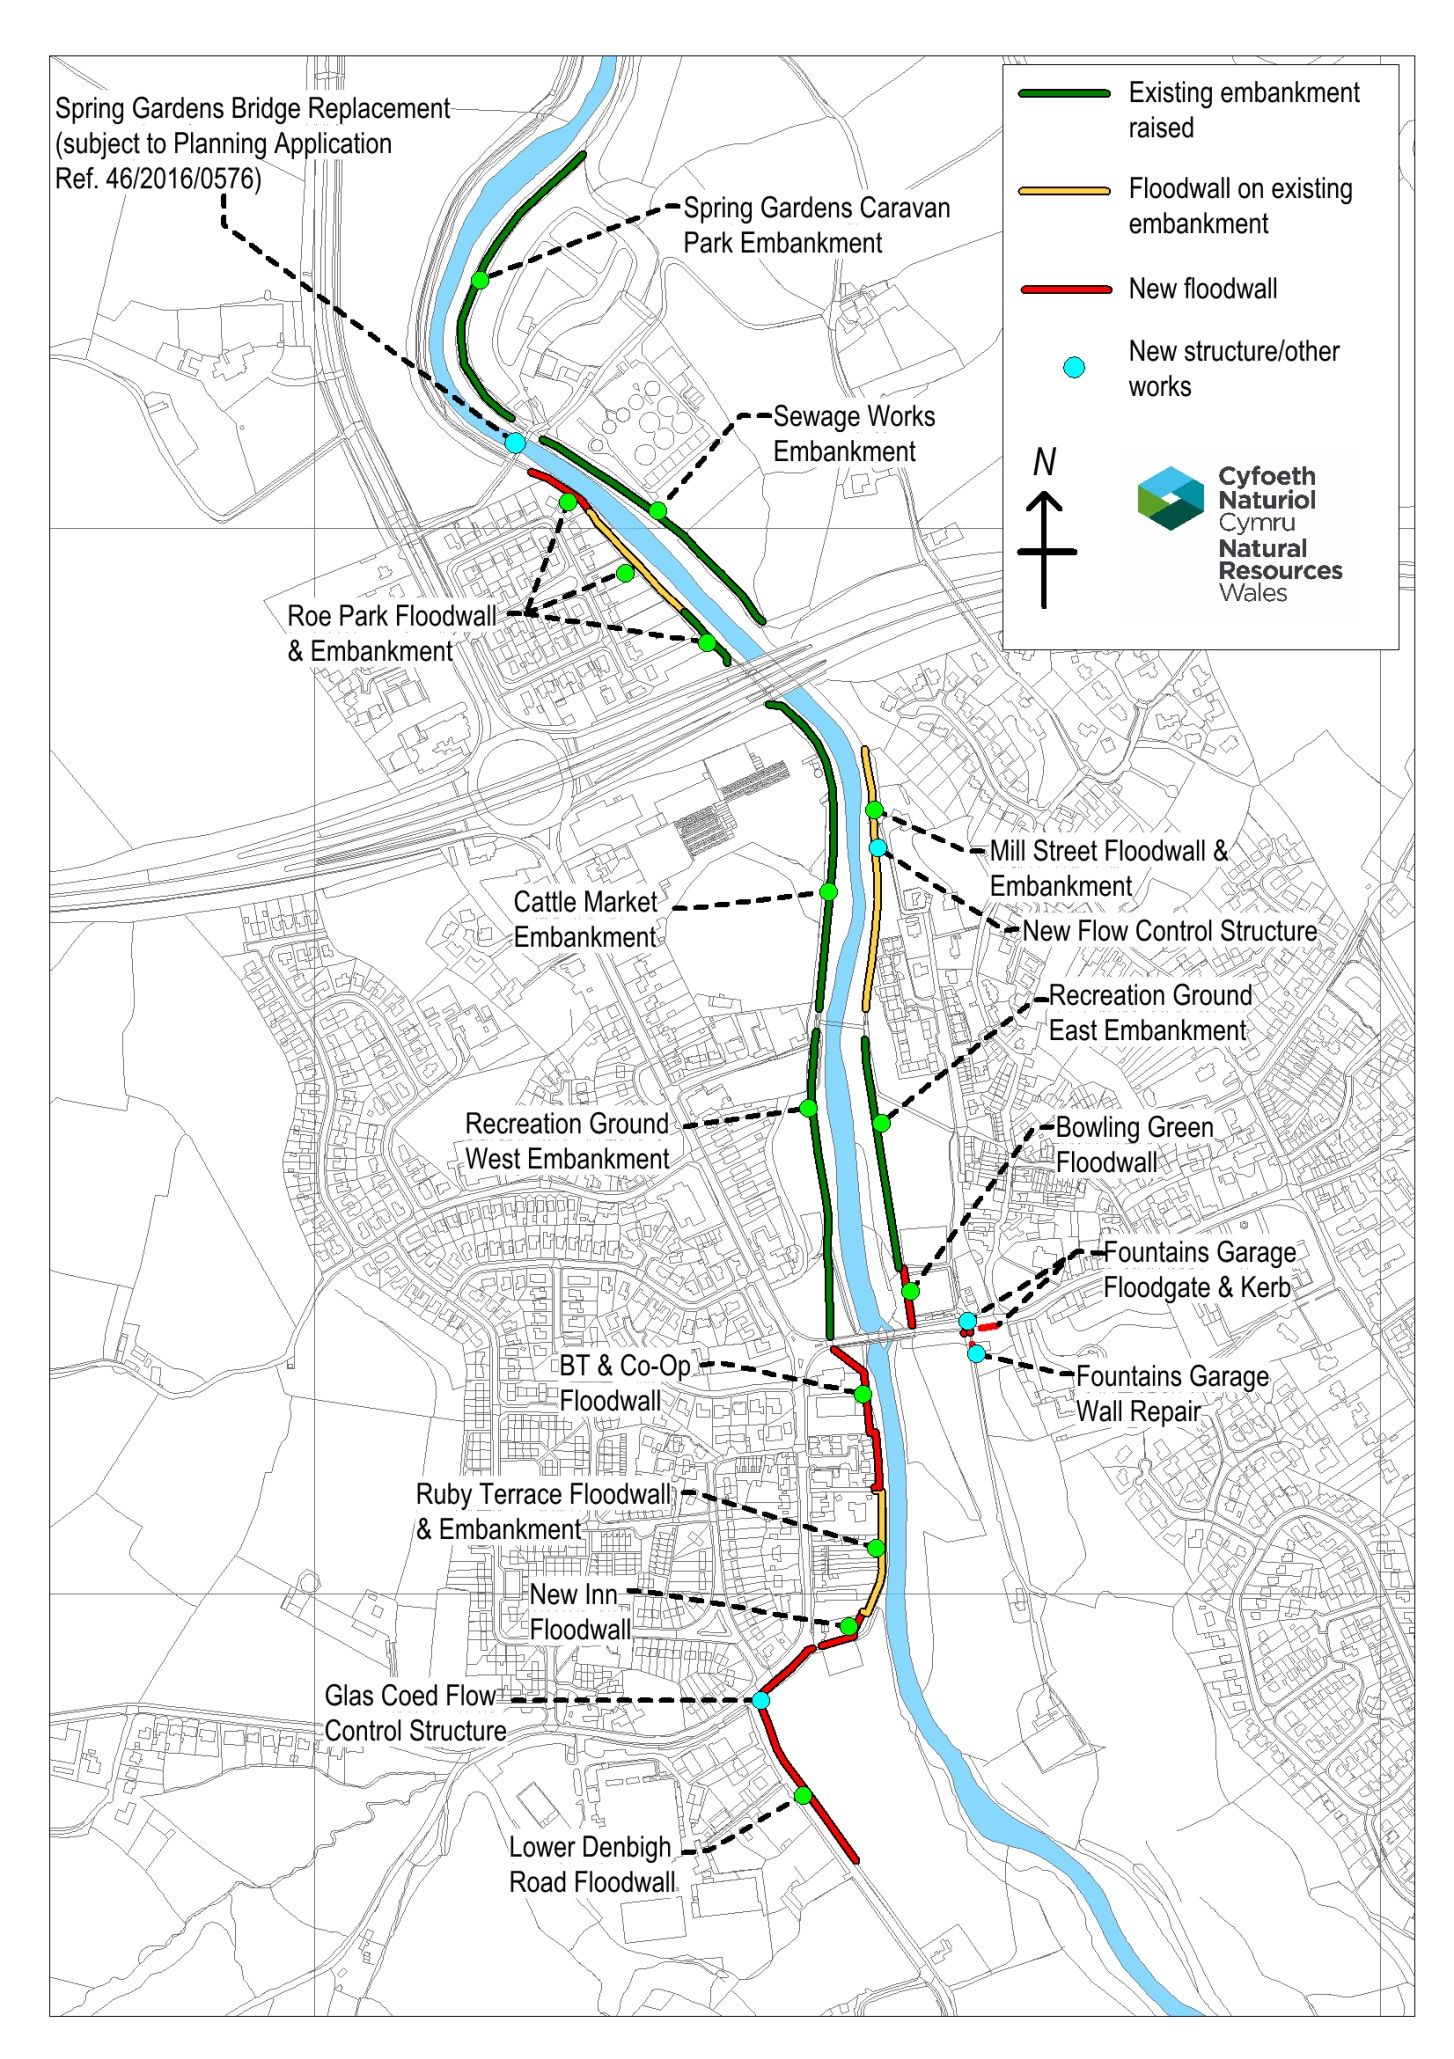 Spring Gardens Bridge Replacement
(subject to Planning Application
Ref. 46/2016/0576)
Existing embankment
raised
Floodwall on existing
embankment
New floodwall
New structure/other
works
N
Cyfoeth
Naturiol
Cymru
Natural
Resources
Wales
Spring Gardens Caravan
Park Embankment
Sewage Works
Embankment
Roe Park Floodwall
& Embankment
Mill Street Floodwall &
Embankment
Cattle Market
Embankment
New Flow Control Structure
Recreation Ground
East Embankment
Recreation Ground
West Embankment
Bowling Green
Floodwall
Fountains Garage
Floodgate & Kerb
BT & Co-Op
Floodwall
Fountains Garage
Wall Repair
Ruby Terrace Floodwall
& Embankment
New Inn
Floodwall
Glas Coed Flow
Control Structure
Lower Denbigh
Road Floodwall